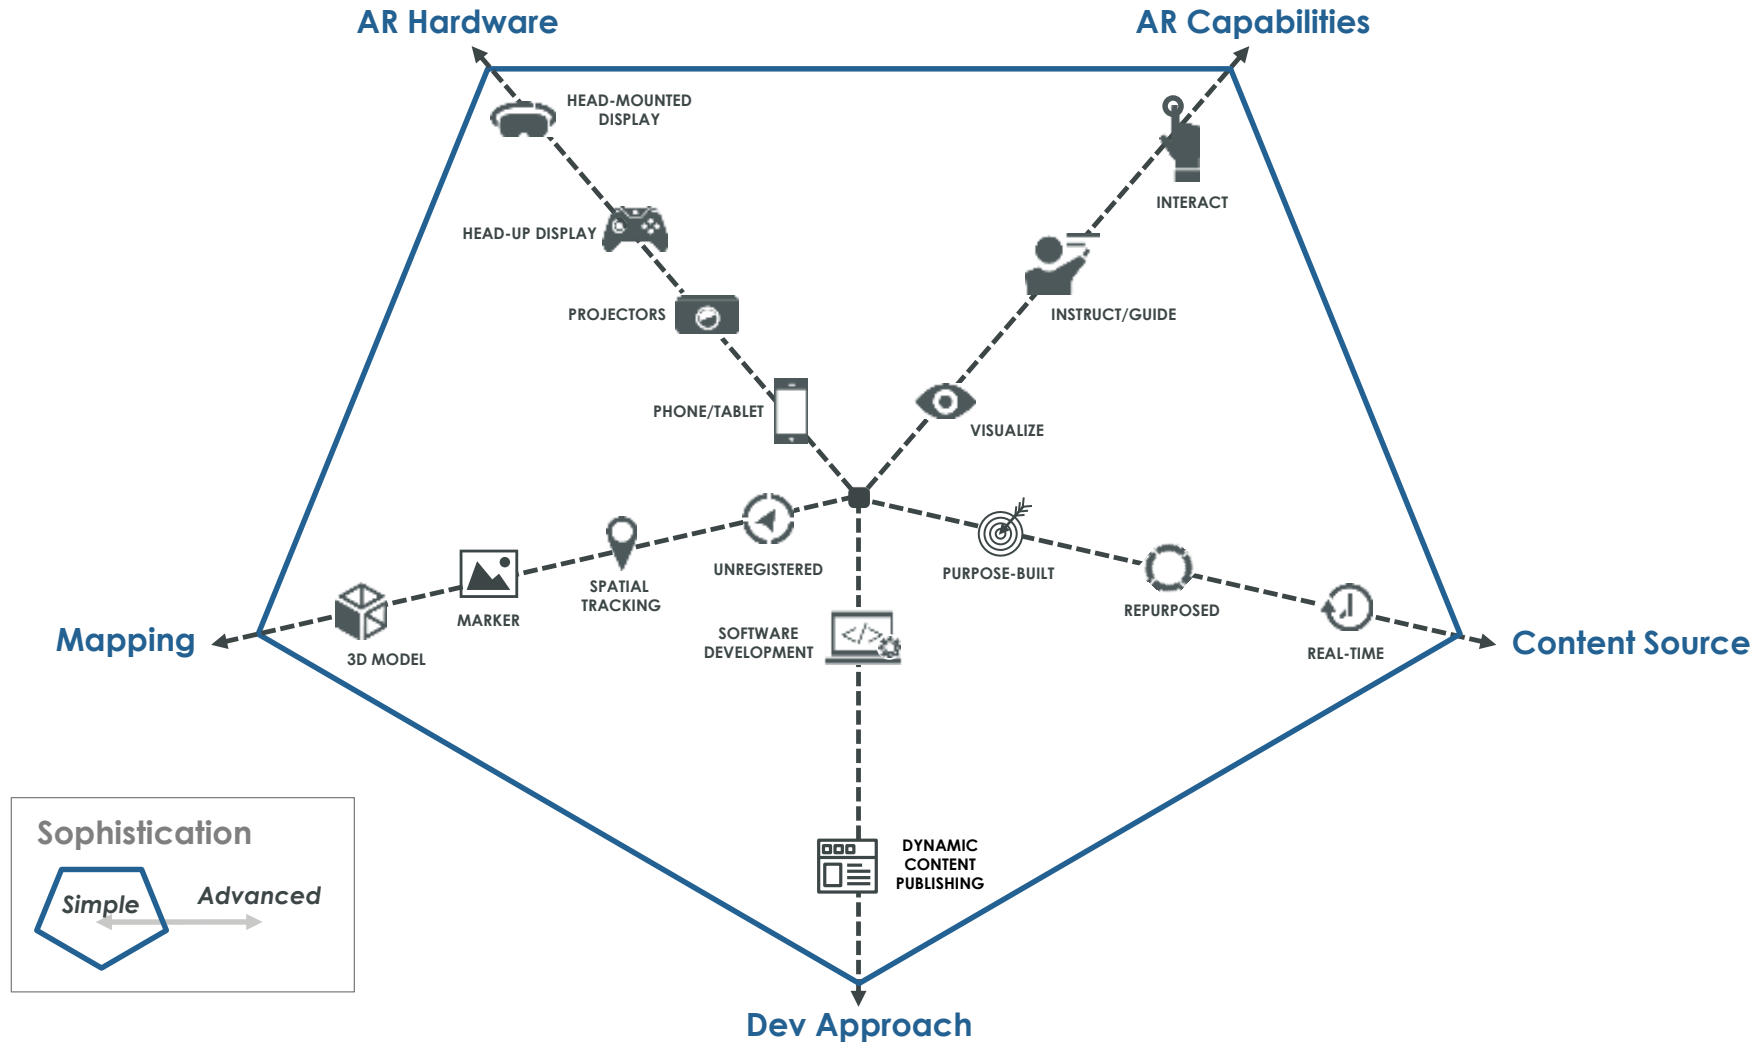 AR Hardware
AR Capabilities
HEAD-MOUNTED
DISPLAY
INTERACT
HEAD-UP DISPLAY
PROJECTORS
INSTRUCT/GUIDE
PHONE/TABLET
VISUALIZE
UNREGISTERED
PURPOSE-BUILT
SPATIAL
TRACKING
REPURPOSED
MARKER
SOFTWARE
DEVELOPMENT
</>
Mapping
Content Source
3D MODEL
REAL-TIME
Sophistication
Simple
Advanced
DYNAMIC
CONTENT
PUBLISHING
Dev Approach